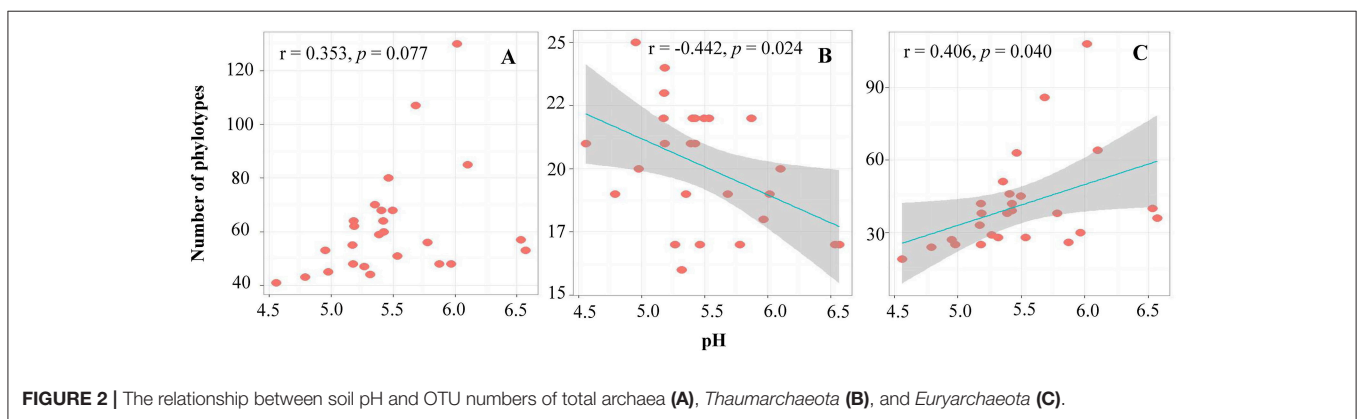 r = 0.353, p = 0.077 A
r = -0.442, p = 0.024 B
r = 0.406, p = 0.040 C
Number of phylotypes
120
100
80
60
40
4.5 5.0 5.5 6.0 6.5
25
22
20
17
15
4.5 5.0 5.5 6.0 6.5
90
60
30
4.5 5.0 5.5 6.0 6.5
pH
FIGURE 2 | The relationship between soil pH and OTU numbers of total archaea (A), Thaumarchaeota (B), and Euryarchaeota (C).